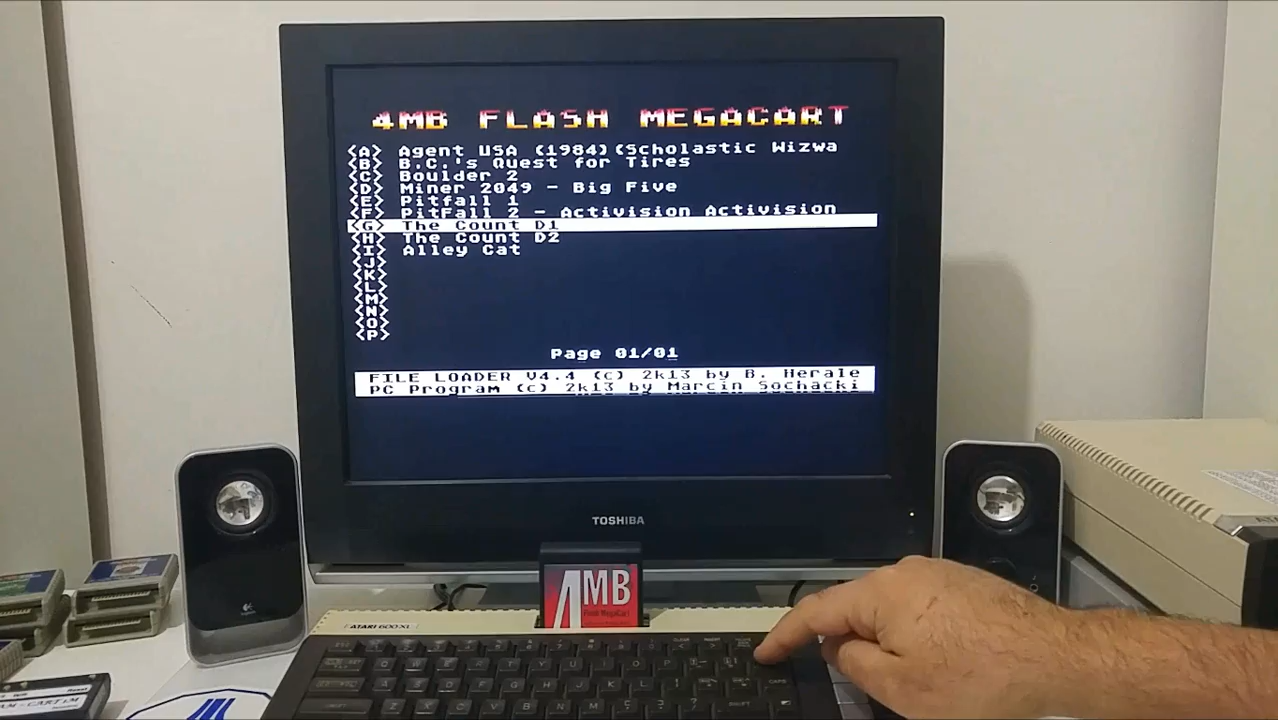 4MB FLASH MEGACART
<A> Agent USA (1984)(Scholastic Wizwa
<B> B.C.'s Quest for Tires
<C> Boulder 2
<D> Miner 2049 - Big Five
<E> Pitfall 1
<F> PitFall 2 - Activision Activision
<G> The Count D1
<H> The Count D2
<I> Alley Cat
<J>
<K>
<L>
<M>
<N>
<O>
<P>
Page 01/01
FILE LOADER V4.4 (c) 2k13 by B. Herale
PC Program (c) 2k13 by Marcin Sochacki
TOSHIBA
4MB
Flash MegaCart
ATARI 600XL